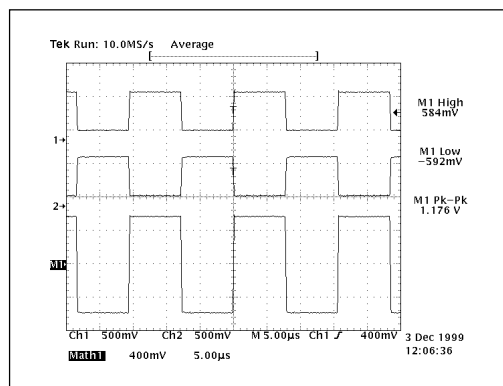 Tek Run: 10.0MS/s Average
M1 High
584mV
1→
M1 Low
-592mV
M1 Pk-Pk
1.176 V
2→
M1→
Ch1 500mV Ch2 500mV M 5.00µs Ch1 400mV
Math1 400mV 5.00µs
3 Dec 1999
12:06:36